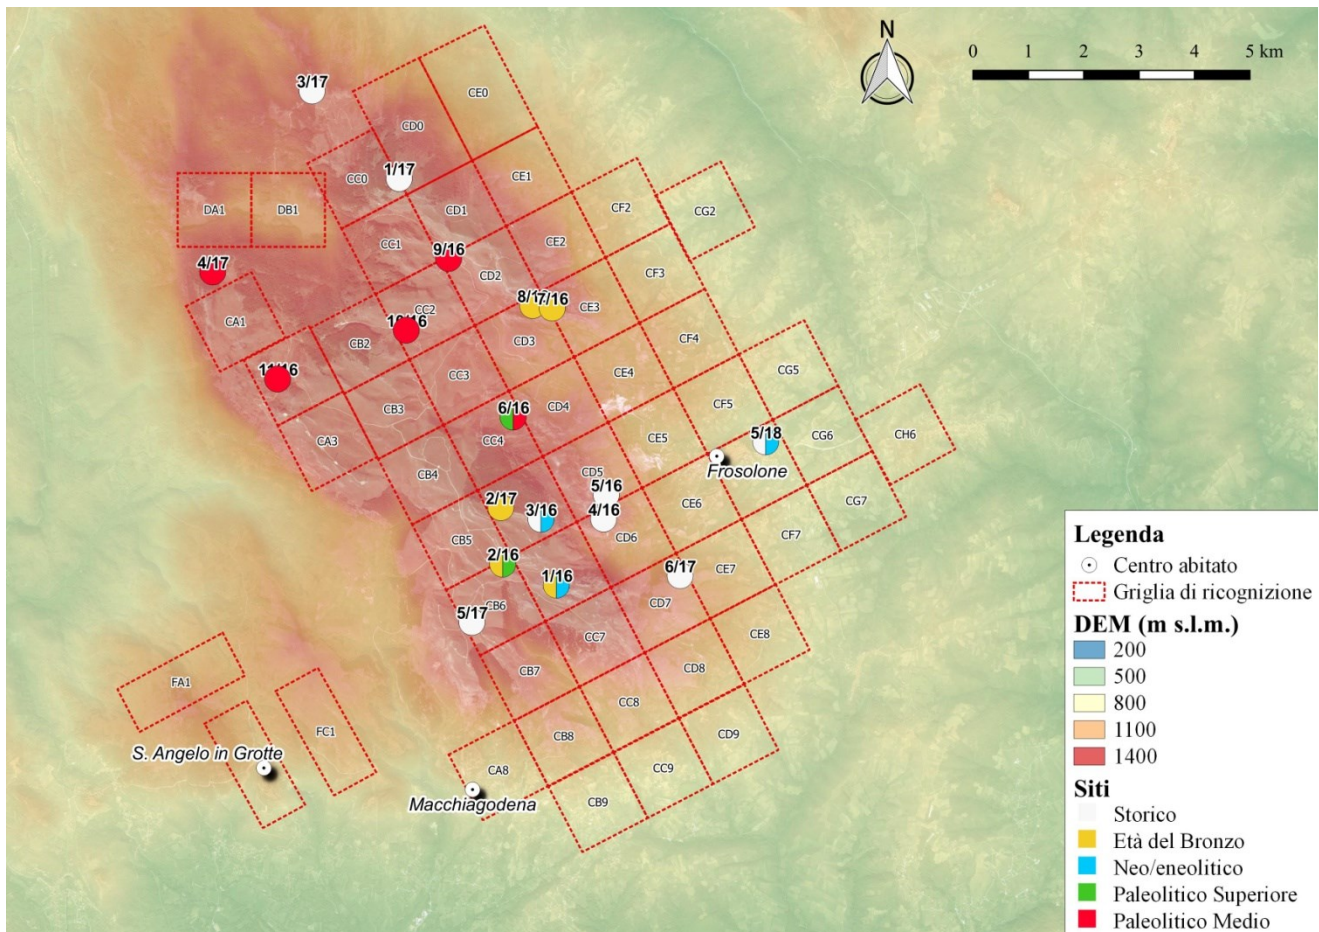 N
0 1 2 3 4 5 km
3/17
CE0
CD0
1/17
CC0
CE1
DA1
DB1
CD1
CF2
CG2
CC1
9/16
CE2
4/17
CD2
CF3
CA1
8/1
7/16
CE3
CC2
10/16
CB2
CD3
CF4
11/16
CC3
CE4
CG5
CB3
6/16
CD4
CF5
CA3
CC4
CE5
5/18
CG6
CH6
Frosolone
CB4
CD5
5/16
2/17
3/16
4/16
CE6
CG7
CD6
CF7
CB5
2/16
1/16
6/17
CE7
CB6
5/17
CD7
CC7
CE8
CB7
CD8
FA1
CC8
FC1
CB8
CD9
S. Angelo in Grotte
CA8
CC9
Macchiagodena
CB9
Legenda
Centro abitato
Griglia di ricognizione
DEM (m s.l.m.)
200
500
800
1100
1400
Siti
Storico
Età del Bronzo
Neo/eneolitico
Paleolitico Superiore
Paleolitico Medio